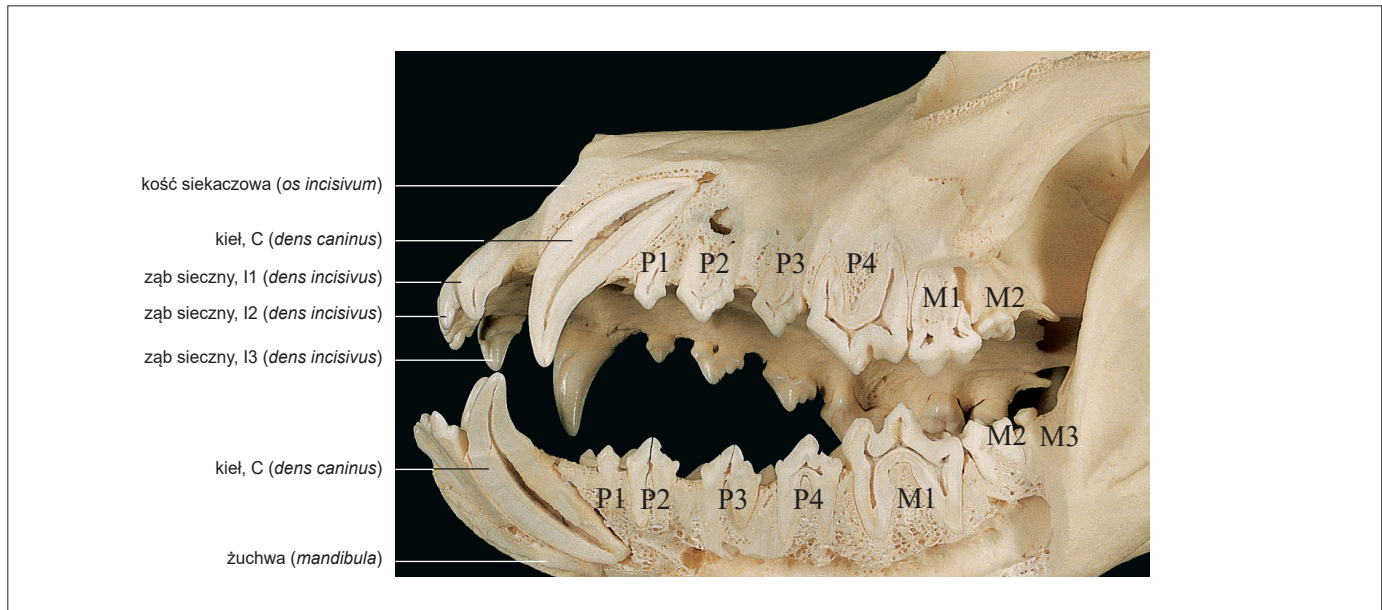 kość siekaczowa (os incisivum)
kieł, C (dens caninus)
ząb sieczny, I1 (dens incisivus)
ząb sieczny, I2 (dens incisivus)
ząb sieczny, I3 (dens incisivus)
kieł, C (dens caninus)
żuchwa (mandibula)
P1 P2 P3 P4 M1 M2
M2 M3
P1 P2 P3 P4 M1